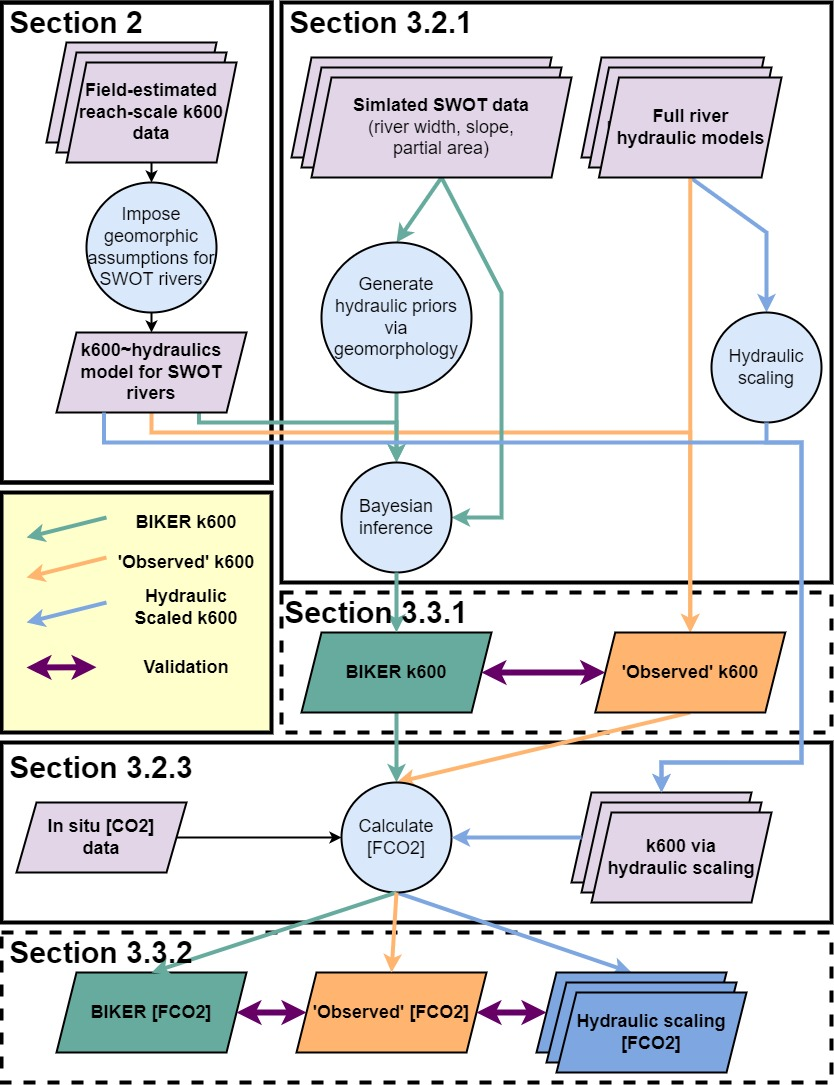 Section 2
Field-estimated
reach-scale k600
data
Impose
geomorphic
assumptions for
SWOT rivers
k600~hydraulics
model for SWOT
rivers
Section 3.2.1
Simlated SWOT data
(river width, slope,
partial area)
Full river
hydraulic models
Generate
hydraulic priors
via
geomorphology
Hydraulic
scaling
Bayesian
inference
BIKER k600
'Observed' k600
Hydraulic
Scaled k600
Validation
Section 3.3.1
BIKER k600
'Observed' k600
Section 3.2.3
In situ [CO2]
data
Calculate
[FCO2]
k600 via
hydraulic scaling
Section 3.3.2
BIKER [FCO2]
'Observed' [FCO2]
Hydraulic scaling
[FCO2]